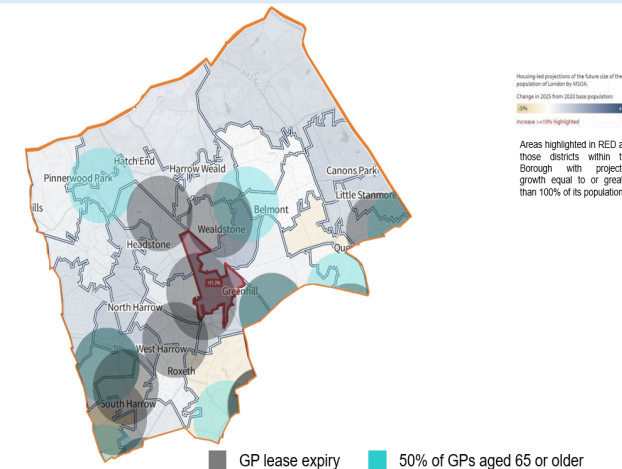 Housing-led projections of the future size of the
population of London by MSOA.
Change in 2025 from 2020 base population:
-5%
Increase >=10% highlighted
Areas highlighted in RED a
those districts within t
Borough with project
growth equal to or great
than 100% of its population
Hatch End
Harrow Weald
Pinnerwood Park
Canons Park
Little Stanmore
ills
Belmont
Wealdstone
Headstone
Que
Greenhill
North Harrow
West Harrow
Roxeth
South Harrow
GP lease expiry
50% of GPs aged 65 or older